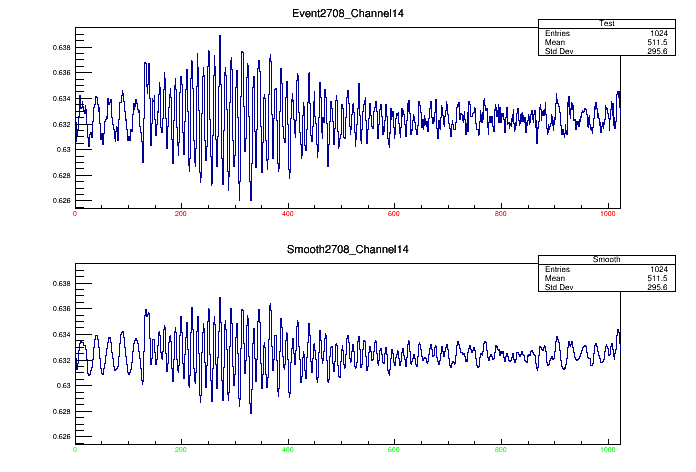 Event2708_Channel14
Test
Entries 1024
Mean 511.5
Std Dev 295.6
0.638
0.636
0.634
0.632
0.63
0.628
0.626
0 200 400 600 800 1000
Smooth2708_Channel14
Smooth
Entries 1024
Mean 511.5
Std Dev 295.6
0.638
0.636
0.634
0.632
0.63
0.628
0.626
0 200 400 600 800 1000